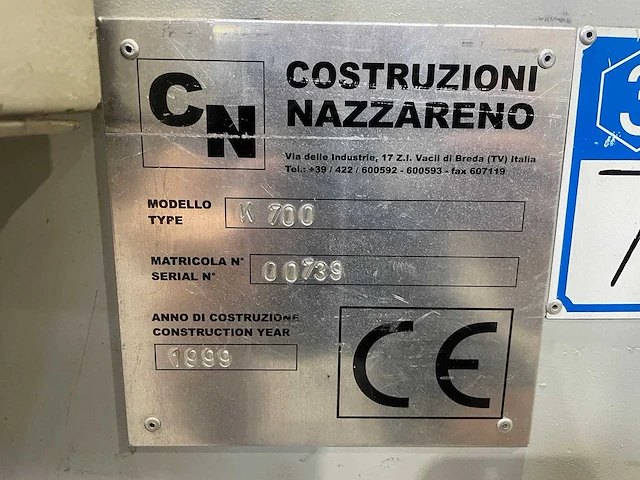 CN
COSTRUZIONI
NAZZARENO
Via delle Industrie, 17 Z.I. Vacil di Breda (TV) Italia
Tel.: +39 / 422 / 600592 - 600593 - fax 607119
MODELLO
TYPE
K 700
MATRICOLA N°
SERIAL N°
00739
ANNO DI COSTRUZIONE
CONSTRUCTION YEAR
1999
CE
3